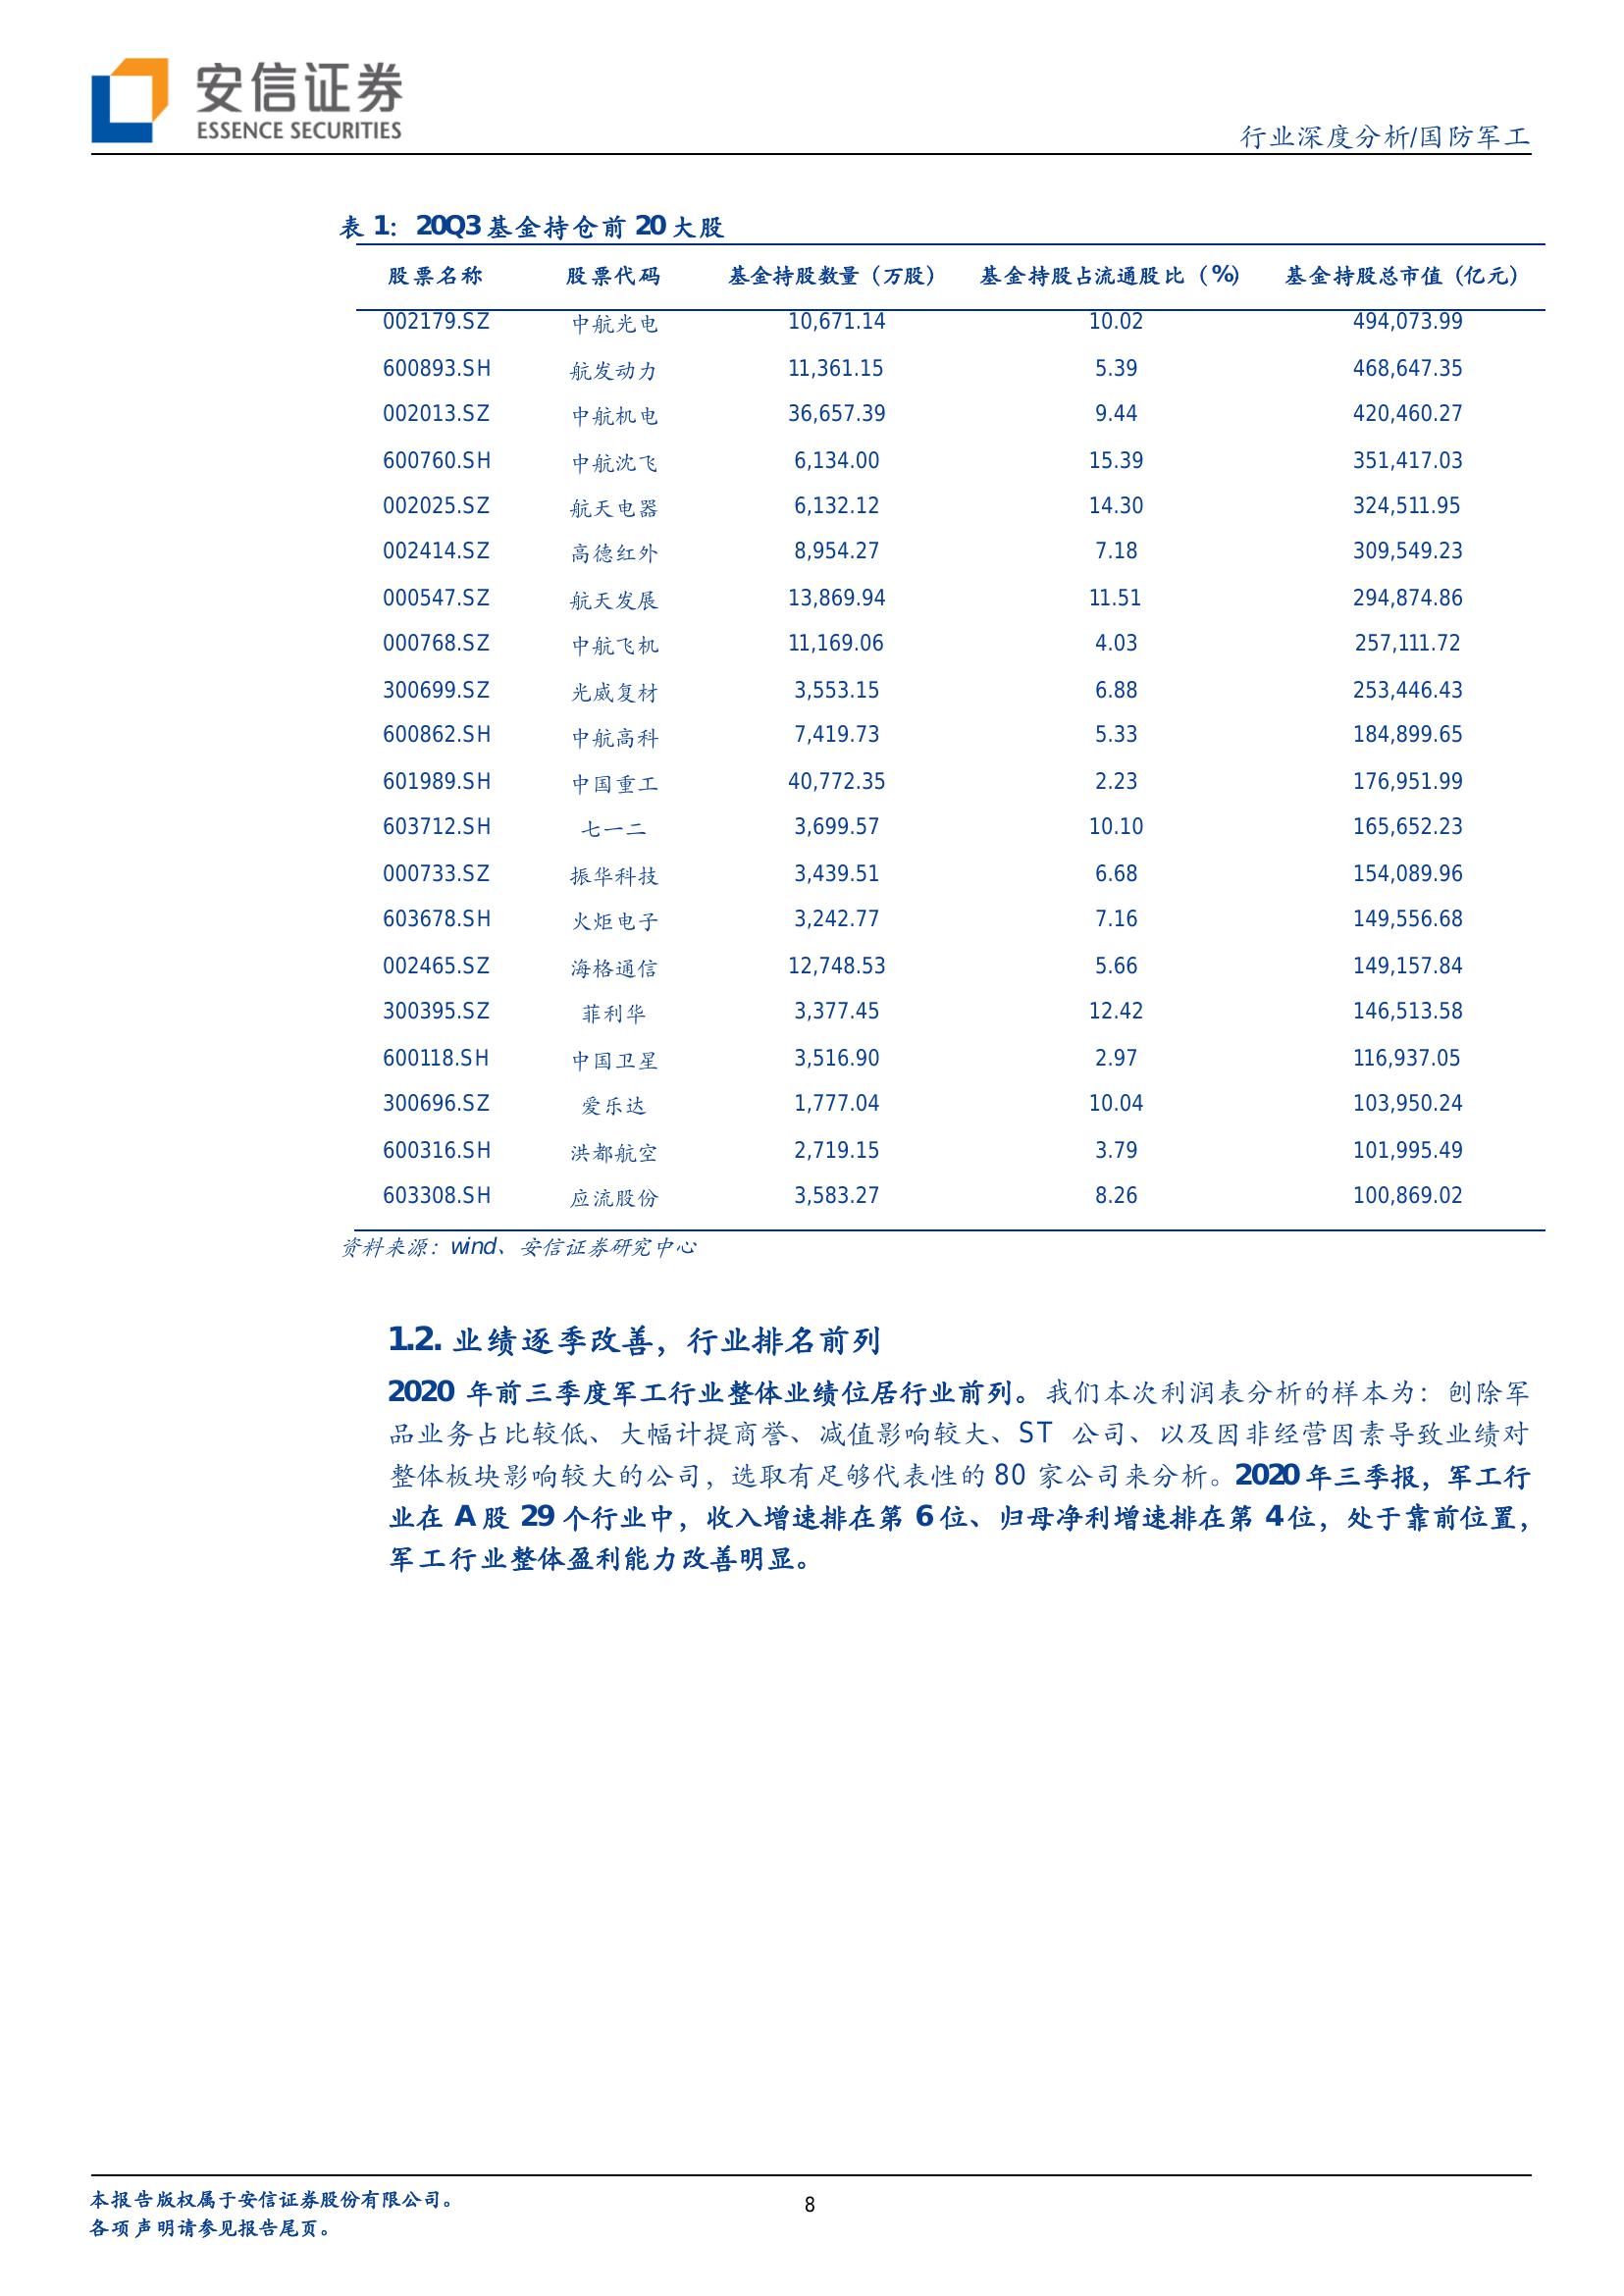 安信证券
ESSENCE SECURITIES
行业深度分析/国防军工
表 1：20Q3 基金持仓前 20 大股
股票名称 股票代码 基金持股数量（万股） 基金持股占流通股比（%） 基金持股总市值（亿元）
002179.SZ 中航光电 10,671.14 10.02 494,073.99
600893.SH 航发动力 11,361.15 5.39 468,647.35
002013.SZ 中航机电 36,657.39 9.44 420,460.27
600760.SH 中航沈飞 6,134.00 15.39 351,417.03
002025.SZ 航天电器 6,132.12 14.30 324,511.95
002414.SZ 高德红外 8,954.27 7.18 309,549.23
000547.SZ 航天发展 13,869.94 11.51 294,874.86
000768.SZ 中航飞机 11,169.06 4.03 257,111.72
300699.SZ 光威复材 3,553.15 6.88 253,446.43
600862.SH 中航高科 7,419.73 5.33 184,899.65
601989.SH 中国重工 40,772.35 2.23 176,951.99
603712.SH 七一二 3,699.57 10.10 165,652.23
000733.SZ 振华科技 3,439.51 6.68 154,089.96
603678.SH 火炬电子 3,242.77 7.16 149,556.68
002465.SZ 海格通信 12,748.53 5.66 149,157.84
300395.SZ 菲利华 3,377.45 12.42 146,513.58
600118.SH 中国卫星 3,516.90 2.97 116,937.05
300696.SZ 爱乐达 1,777.04 10.04 103,950.24
600316.SH 洪都航空 2,719.15 3.79 101,995.49
603308.SH 应流股份 3,583.27 8.26 100,869.02
资料来源：wind、安信证券研究中心
1.2. 业绩逐季改善，行业排名前列
2020 年前三季度军工行业整体业绩位居行业前列。我们本次利润表分析的样本为：刨除军
品业务占比较低、大幅计提商誉、减值影响较大、ST 公司、以及因非经营因素导致业绩对
整体板块影响较大的公司，选取有足够代表性的 80 家公司来分析。2020 年三季报，军工行
业在 A 股 29 个行业中，收入增速排在第 6 位、归母净利增速排在第 4 位，处于靠前位置，
军工行业整体盈利能力改善明显。
本报告版权属于安信证券股份有限公司。
8
各项声明请参见报告尾页。